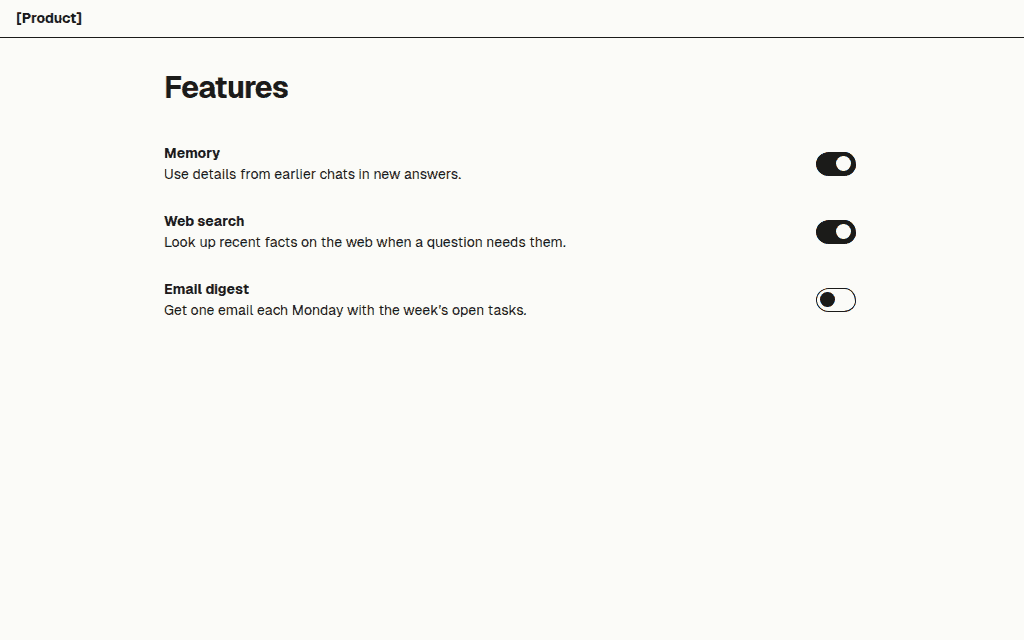 [Product]
Features
Memory
Use details from earlier chats in new answers.
Web search
Look up recent facts on the web when a question needs them.
Email digest
Get one email each Monday with the week’s open tasks.